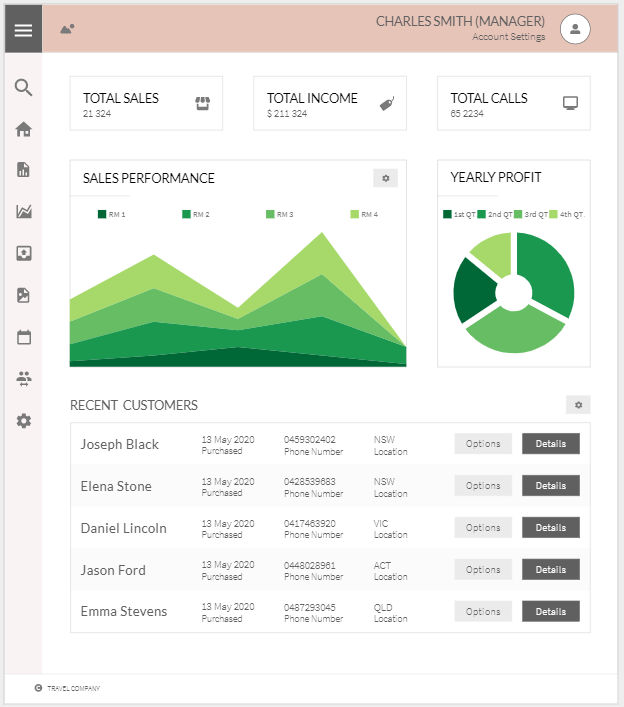 CHARLES SMITH (MANAGER)
Account Settings
TOTAL SALES
21 324
TOTAL INCOME
$ 211 324
TOTAL CALLS
65 2234
SALES PERFORMANCE
RM 1 RM 2 RM 3 RM 4
YEARLY PROFIT
1st QT 2nd QT 3rd QT 4th QT.
RECENT CUSTOMERS
Joseph Black
13 May 2020
Purchased
0459302402
Phone Number
NSW
Location
Options
Details
Elena Stone
13 May 2020
Purchased
0428539683
Phone Number
NSW
Location
Options
Details
Daniel Lincoln
13 May 2020
Purchased
0417463920
Phone Number
VIC
Location
Options
Details
Jason Ford
13 May 2020
Purchased
0448028961
Phone Number
ACT
Location
Options
Details
Emma Stevens
13 May 2020
Purchased
0487293045
Phone Number
QLD
Location
Options
Details
© TRAVEL COMPANY